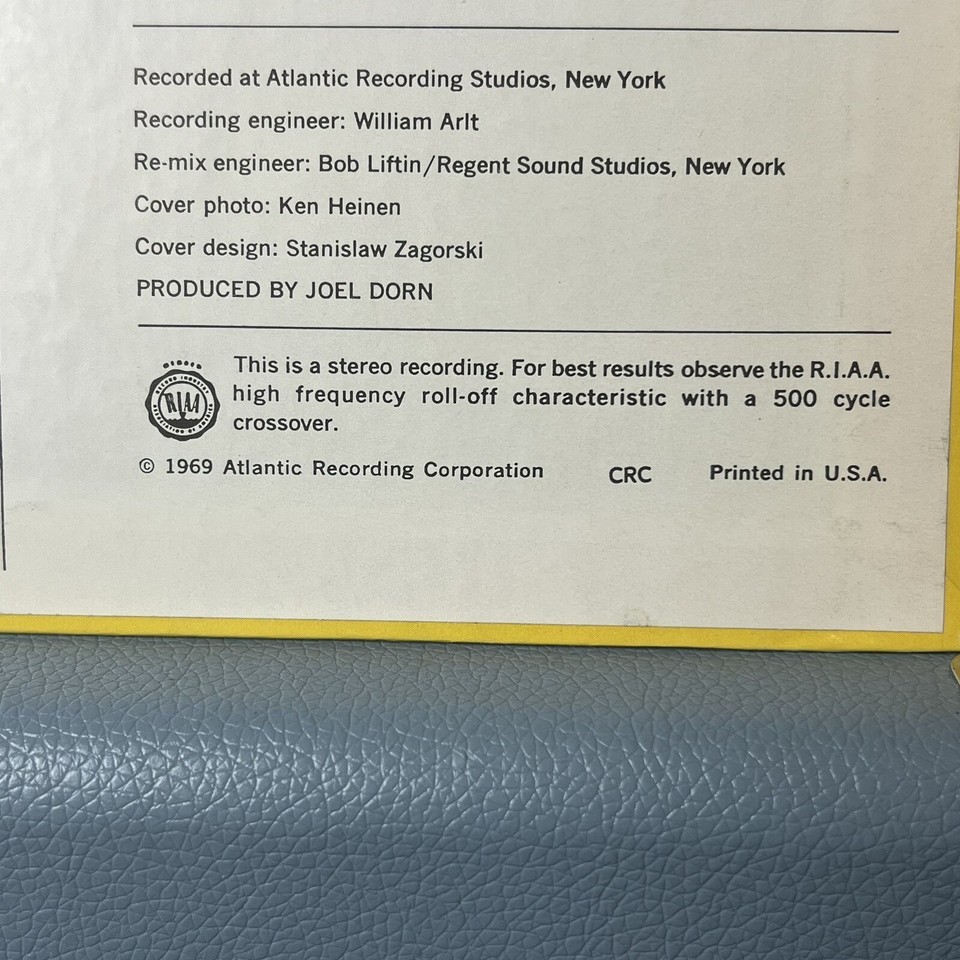 Recorded at Atlantic Recording Studios, New York
Recording engineer: William Arlt
Re-mix engineer: Bob Liftin/Regent Sound Studios, New York
Cover photo: Ken Heinen
Cover design: Stanislaw Zagorski
PRODUCED BY JOEL DORN
RIAA
This is a stereo recording. For best results observe the R.I.A.A.
high frequency roll-off characteristic with a 500 cycle
crossover.
© 1969 Atlantic Recording Corporation CRC Printed in U.S.A.